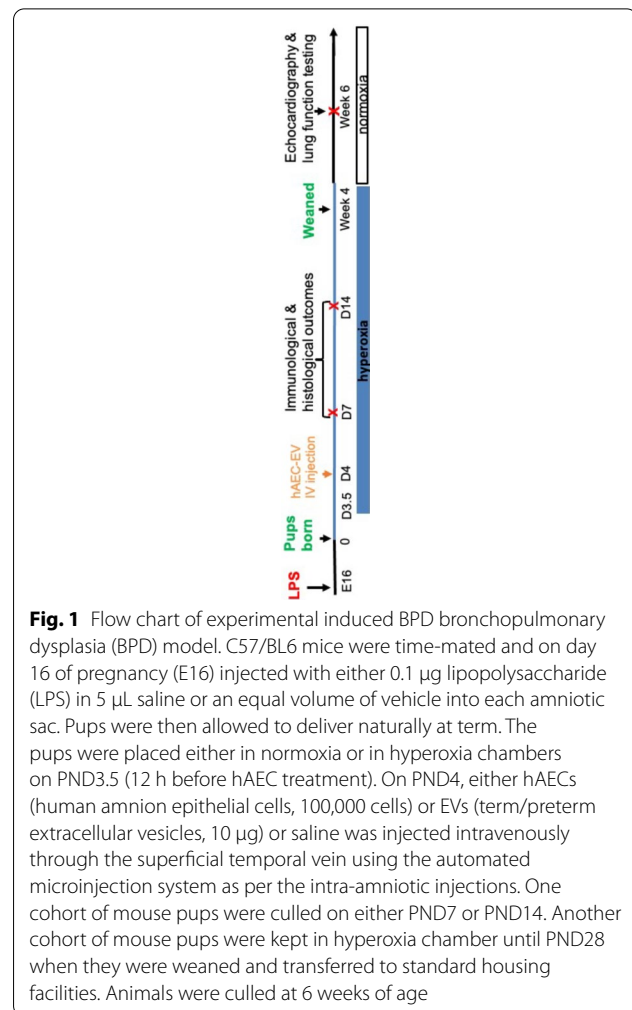 LPS
Pups
born
hAEC-EV
IV injection
Immunological &
histological outcomes
Weaned
Echocardiography &
lung function testing
E16
0
D3.5
D4
D7
D14
Week 4
Week 6
hyperoxia
normoxia
Fig. 1 Flow chart of experimental induced BPD bronchopulmonary
dysplasia (BPD) model. C57/BL6 mice were time-mated and on day
16 of pregnancy (E16) injected with either 0.1 µg lipopolysaccharide
(LPS) in 5 µL saline or an equal volume of vehicle into each amniotic
sac. Pups were then allowed to deliver naturally at term. The
pups were placed either in normoxia or in hyperoxia chambers
on PND3.5 (12 h before hAEC treatment). On PND4, either hAECs
(human amnion epithelial cells, 100,000 cells) or EVs (term/preterm
extracellular vesicles, 10 µg) or saline was injected intravenously
through the superficial temporal vein using the automated
microinjection system as per the intra-amniotic injections. One
cohort of mouse pups were culled on either PND7 or PND14. Another
cohort of mouse pups were kept in hyperoxia chamber until PND28
when they were weaned and transferred to standard housing
facilities. Animals were culled at 6 weeks of age